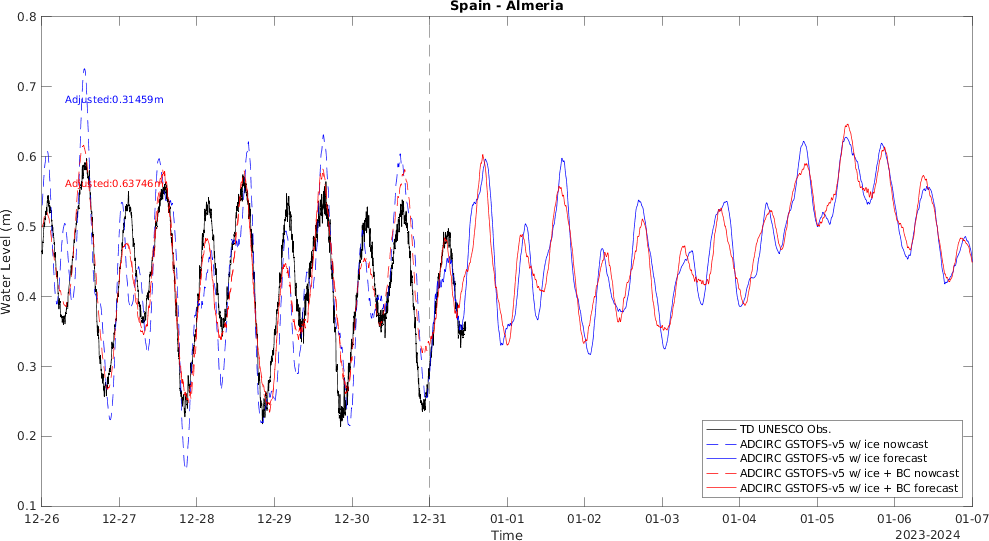 Spain - Almeria
0.8
0.7
0.6
0.5
0.4
0.3
0.2
0.1
Water Level (m)
Adjusted:0.31459m
Adjusted:0.63746m
TD UNESCO Obs.
ADCIRC GSTOFS-v5 w/ ice nowcast
ADCIRC GSTOFS-v5 w/ ice forecast
ADCIRC GSTOFS-v5 w/ ice + BC nowcast
ADCIRC GSTOFS-v5 w/ ice + BC forecast
12-26 12-27 12-28 12-29 12-30 12-31 01-01 01-02 01-03 01-04 01-05 01-06 01-07
Time
2023-2024